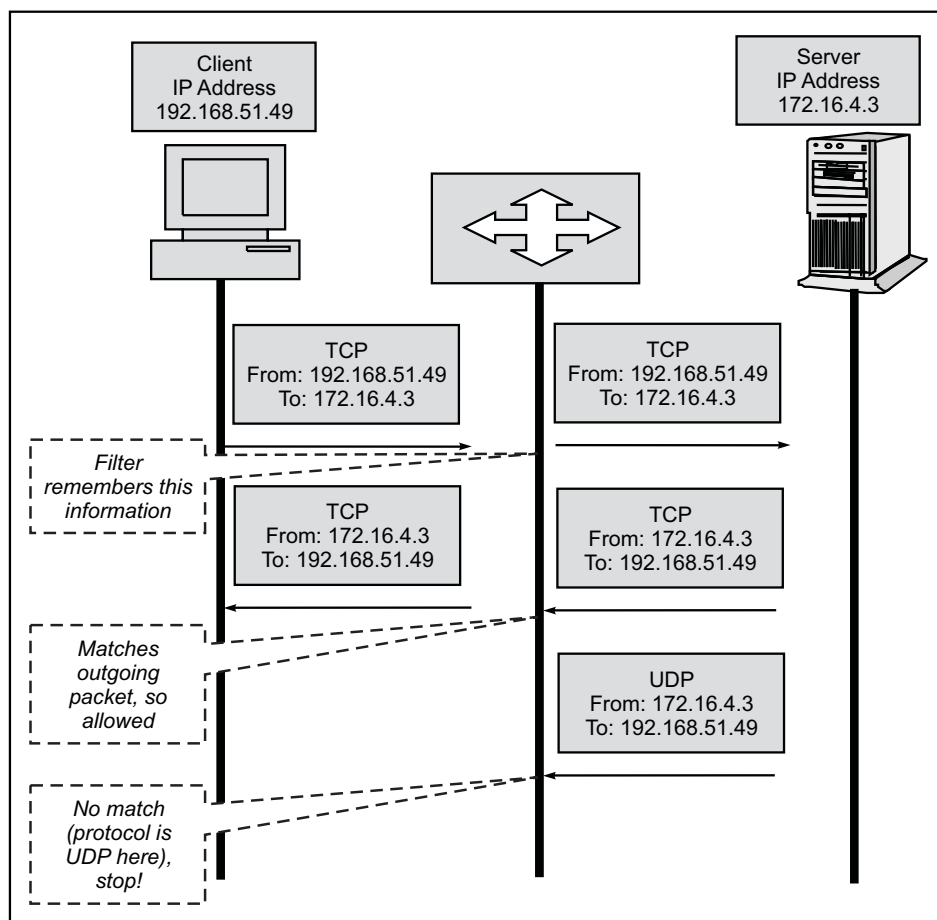 Client
IP Address
192.168.51.49
Server
IP Address
172.16.4.3
TCP
From: 192.168.51.49
To: 172.16.4.3
TCP
From: 192.168.51.49
To: 172.16.4.3
Filter
remembers this
information
TCP
From: 172.16.4.3
To: 192.168.51.49
TCP
From: 172.16.4.3
To: 192.168.51.49
Matches
outgoing
packet, so
allowed
UDP
From: 172.16.4.3
To: 192.168.51.49
No match
(protocol is
UDP here),
stop!